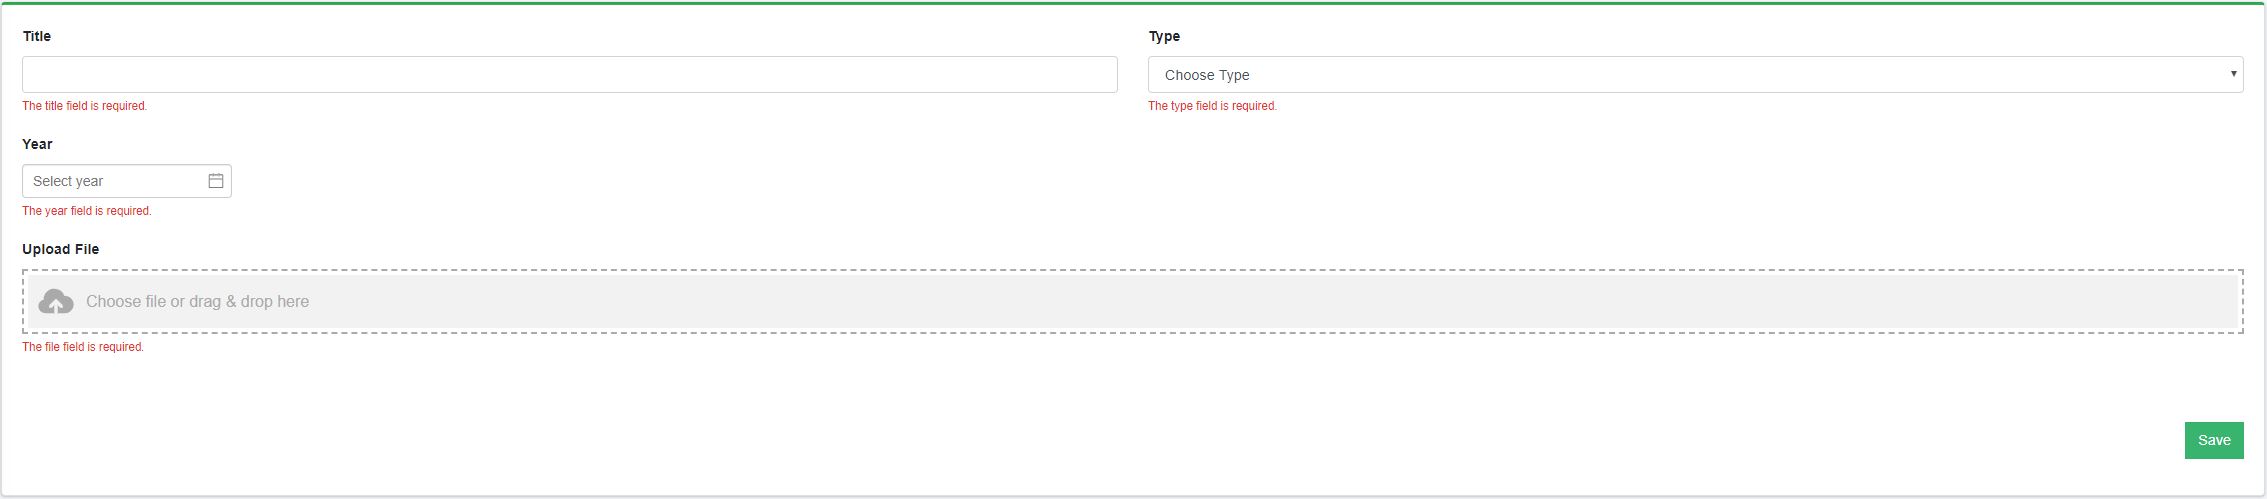 Title
Type
Choose Type
The title field is required.
The type field is required.
Year
Select year
The year field is required.
Upload File
Choose file or drag & drop here
The file field is required.
Save